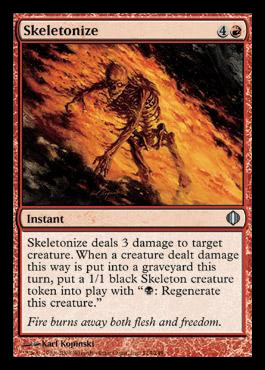 Skeletonize 4
Instant
Skeletonize deals 3 damage to target
creature. When a creature dealt damage
this way is put into a graveyard this
turn, put a 1/1 black Skeleton creature
token into play with “: Regenerate
this creature.”
Fire burns away both flesh and freedom.
Karl Kopinski